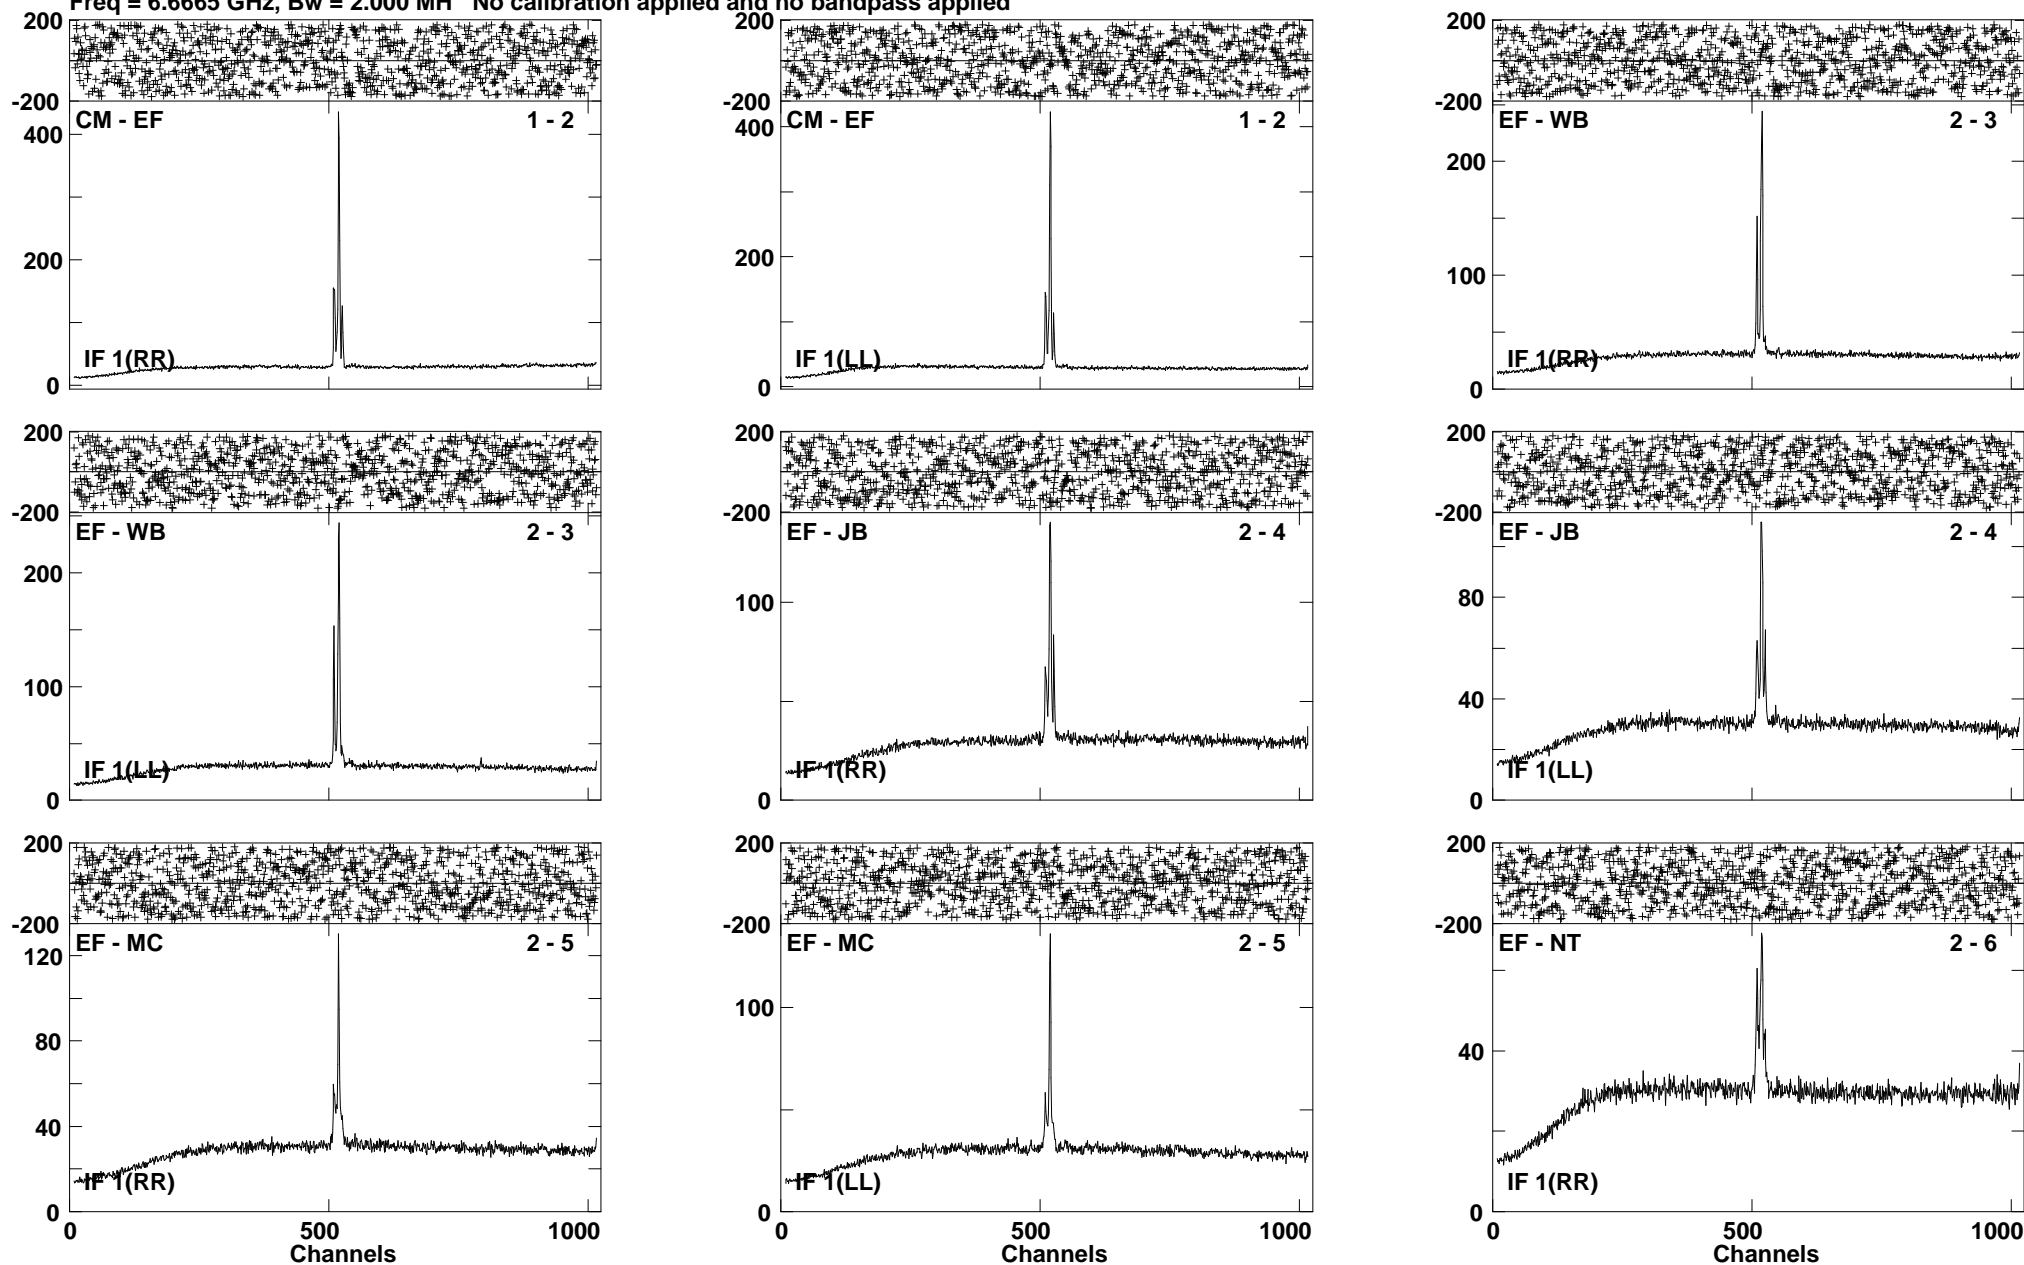 Freq = 6.6665 GHz, Bw = 2.000 MH   No calibration applied and no bandpass applied
200
-200
CM - EF 1 - 2
400
200
0
IF 1(RR)
200
-200
CM - EF 1 - 2
400
200
0
IF 1(LL)
200
-200
EF - WB 2 - 3
200
100
0
IF 1(RR)
200
-200
EF - WB 2 - 3
200
100
0
IF 1(LL)
200
-200
EF - JB 2 - 4
100
0
IF 1(RR)
200
-200
EF - JB 2 - 4
80
40
0
IF 1(LL)
200
-200
EF - MC 2 - 5
120
80
40
0
IF 1(RR)
0 500 1000
Channels
200
-200
EF - MC 2 - 5
100
0
IF 1(LL)
0 500 1000
Channels
200
-200
EF - NT 2 - 6
40
0
IF 1(RR)
0 500 1000
Channels